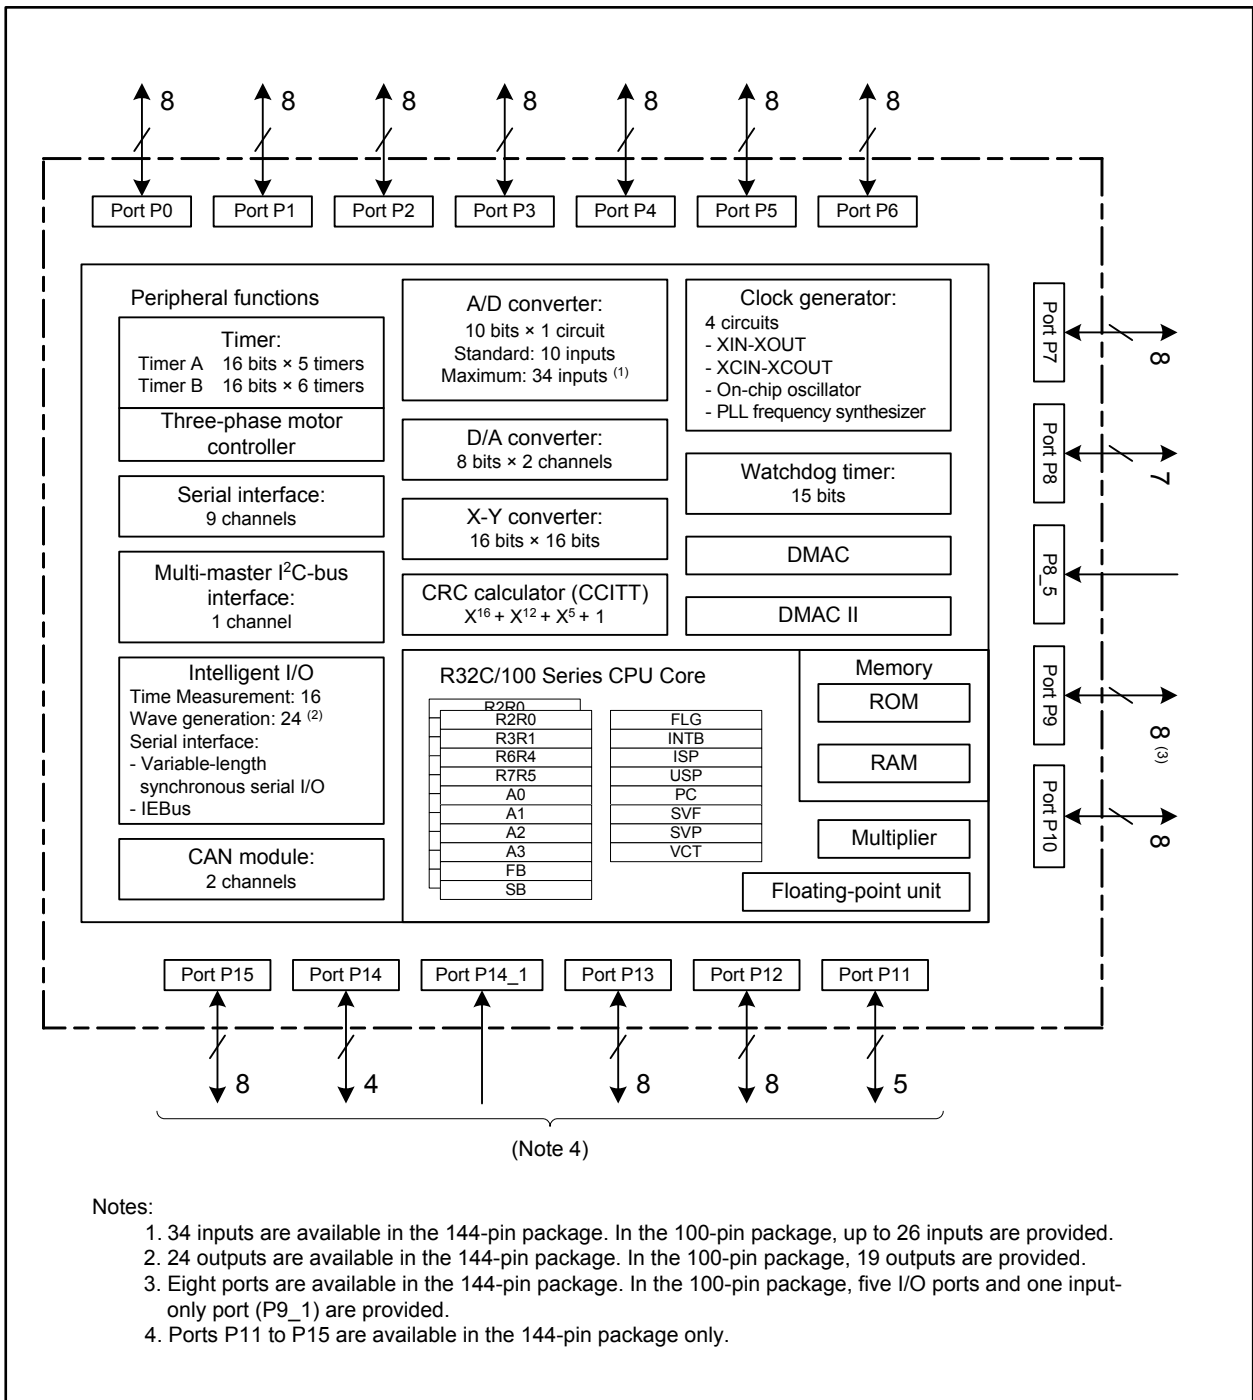 8 8 8 8 8 8 8
Port P0 Port P1 Port P2 Port P3 Port P4 Port P5 Port P6
Peripheral functions
Timer:
Timer A 16 bits × 5 timers
Timer B 16 bits × 6 timers
Three-phase motor
controller
Serial interface:
9 channels
Multi-master I²C-bus
interface:
1 channel
Intelligent I/O
Time Measurement: 16
Wave generation: 24 (2)
Serial interface:
- Variable-length
synchronous serial I/O
- IEBus
CAN module:
2 channels
A/D converter:
10 bits × 1 circuit
Standard: 10 inputs
Maximum: 34 inputs (1)
D/A converter:
8 bits × 2 channels
X-Y converter:
16 bits × 16 bits
CRC calculator (CCITT)
X¹⁶ + X¹² + X⁵ + 1
Clock generator:
4 circuits
- XIN-XOUT
- XCIN-XCOUT
- On-chip oscillator
- PLL frequency synthesizer
Watchdog timer:
15 bits
DMAC
DMAC II
R32C/100 Series CPU Core
R2R0
R2R0
R3R1
R6R4
R7R5
A0
A1
A2
A3
FB
SB
FLG
INTB
ISP
USP
PC
SVF
SVP
VCT
Memory
ROM
RAM
Multiplier
Floating-point unit
Port P7
8
Port P8
7
P8_5
Port P9
8 (3)
Port P10
8
Port P15 Port P14 Port P14_1 Port P13 Port P12 Port P11
8 4 8 8 5
(Note 4)
Notes:
1. 34 inputs are available in the 144-pin package. In the 100-pin package, up to 26 inputs are provided.
2. 24 outputs are available in the 144-pin package. In the 100-pin package, 19 outputs are provided.
3. Eight ports are available in the 144-pin package. In the 100-pin package, five I/O ports and one input-
only port (P9_1) are provided.
4. Ports P11 to P15 are available in the 144-pin package only.